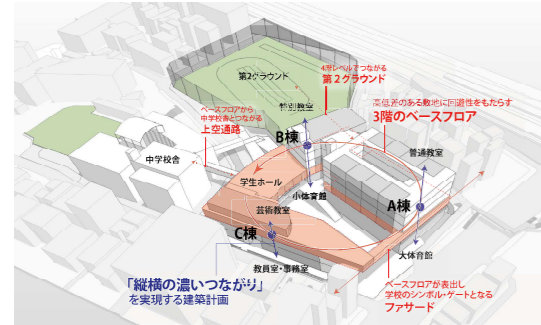 第2グラウンド
4階レベルでつながる
第2グラウンド
特別教室
ベースフロアから
中学校舎とつながる
上空通路
高低差のある敷地に回遊性をもたらす
3階のベースフロア
B棟
中学校舎
普通教室
学生ホール
小体育館
芸術教室
A棟
C棟
大体育館
教員室・事務室
「縦横の濃いつながり」
を実現する建築計画
ベースフロアが表出し
学校のシンボル・ゲートとなる
ファサード